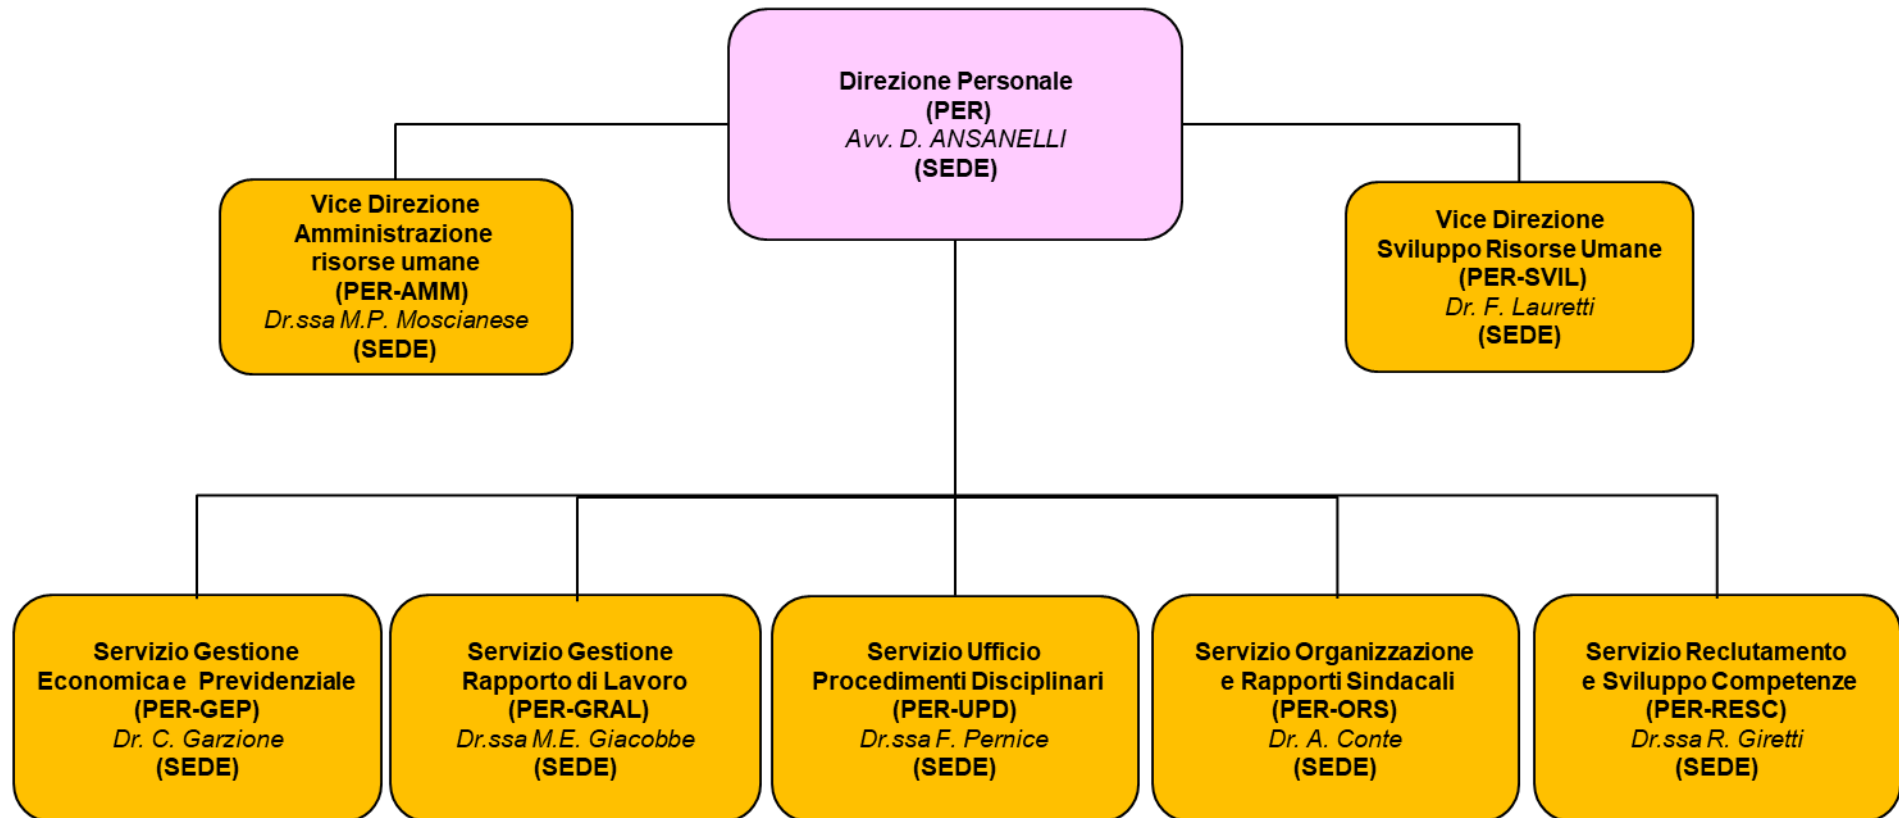 Direzione Personale
(PER)
Avv. D. ANSANELLI
(SEDE)
Vice Direzione
Amministrazione
risorse umane
(PER-AMM)
Dr.ssa M.P. Moscianese
(SEDE)
Vice Direzione
Sviluppo Risorse Umane
(PER-SVIL)
Dr. F. Lauretti
(SEDE)
Servizio Gestione
Economica e Previdenziale
(PER-GEP)
Dr. C. Garzione
(SEDE)
Servizio Gestione
Rapporto di Lavoro
(PER-GRAL)
Dr.ssa M.E. Giacobbe
(SEDE)
Servizio Ufficio
Procedimenti Disciplinari
(PER-UPD)
Dr.ssa F. Pernice
(SEDE)
Servizio Organizzazione
e Rapporti Sindacali
(PER-ORS)
Dr. A. Conte
(SEDE)
Servizio Reclutamento
e Sviluppo Competenze
(PER-RESC)
Dr.ssa R. Giretti
(SEDE)